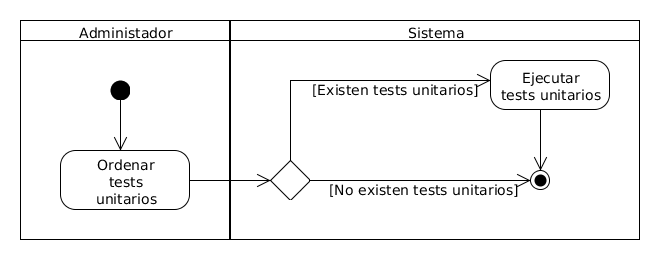 Administador
Sistema
Ejecutar
tests unitarios
[Existen tests unitarios]
Ordenar
tests
unitarios
[No existen tests unitarios]